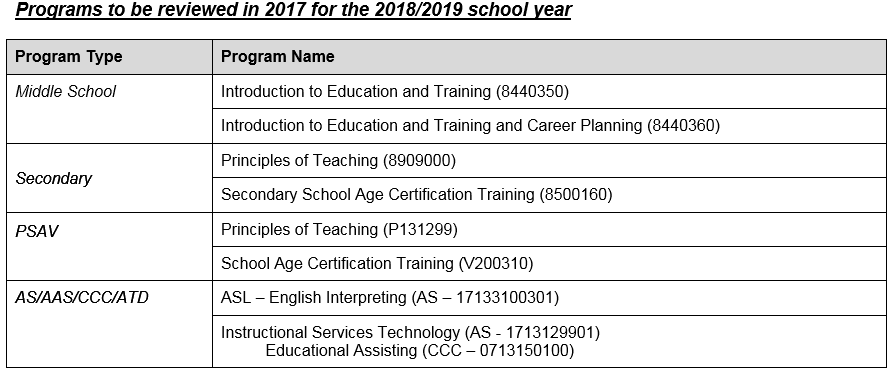 Programs to be reviewed in 2017 for the 2018/2019 school year
Program Type Program Name
Middle School Introduction to Education and Training (8440350)
Introduction to Education and Training and Career Planning (8440360)
Secondary Principles of Teaching (8909000)
Secondary School Age Certification Training (8500160)
PSAV Principles of Teaching (P131299)
School Age Certification Training (V200310)
AS/AAS/CCC/ATD ASL – English Interpreting (AS – 17133100301)
Instructional Services Technology (AS - 1713129901)
Educational Assisting (CCC – 0713150100)